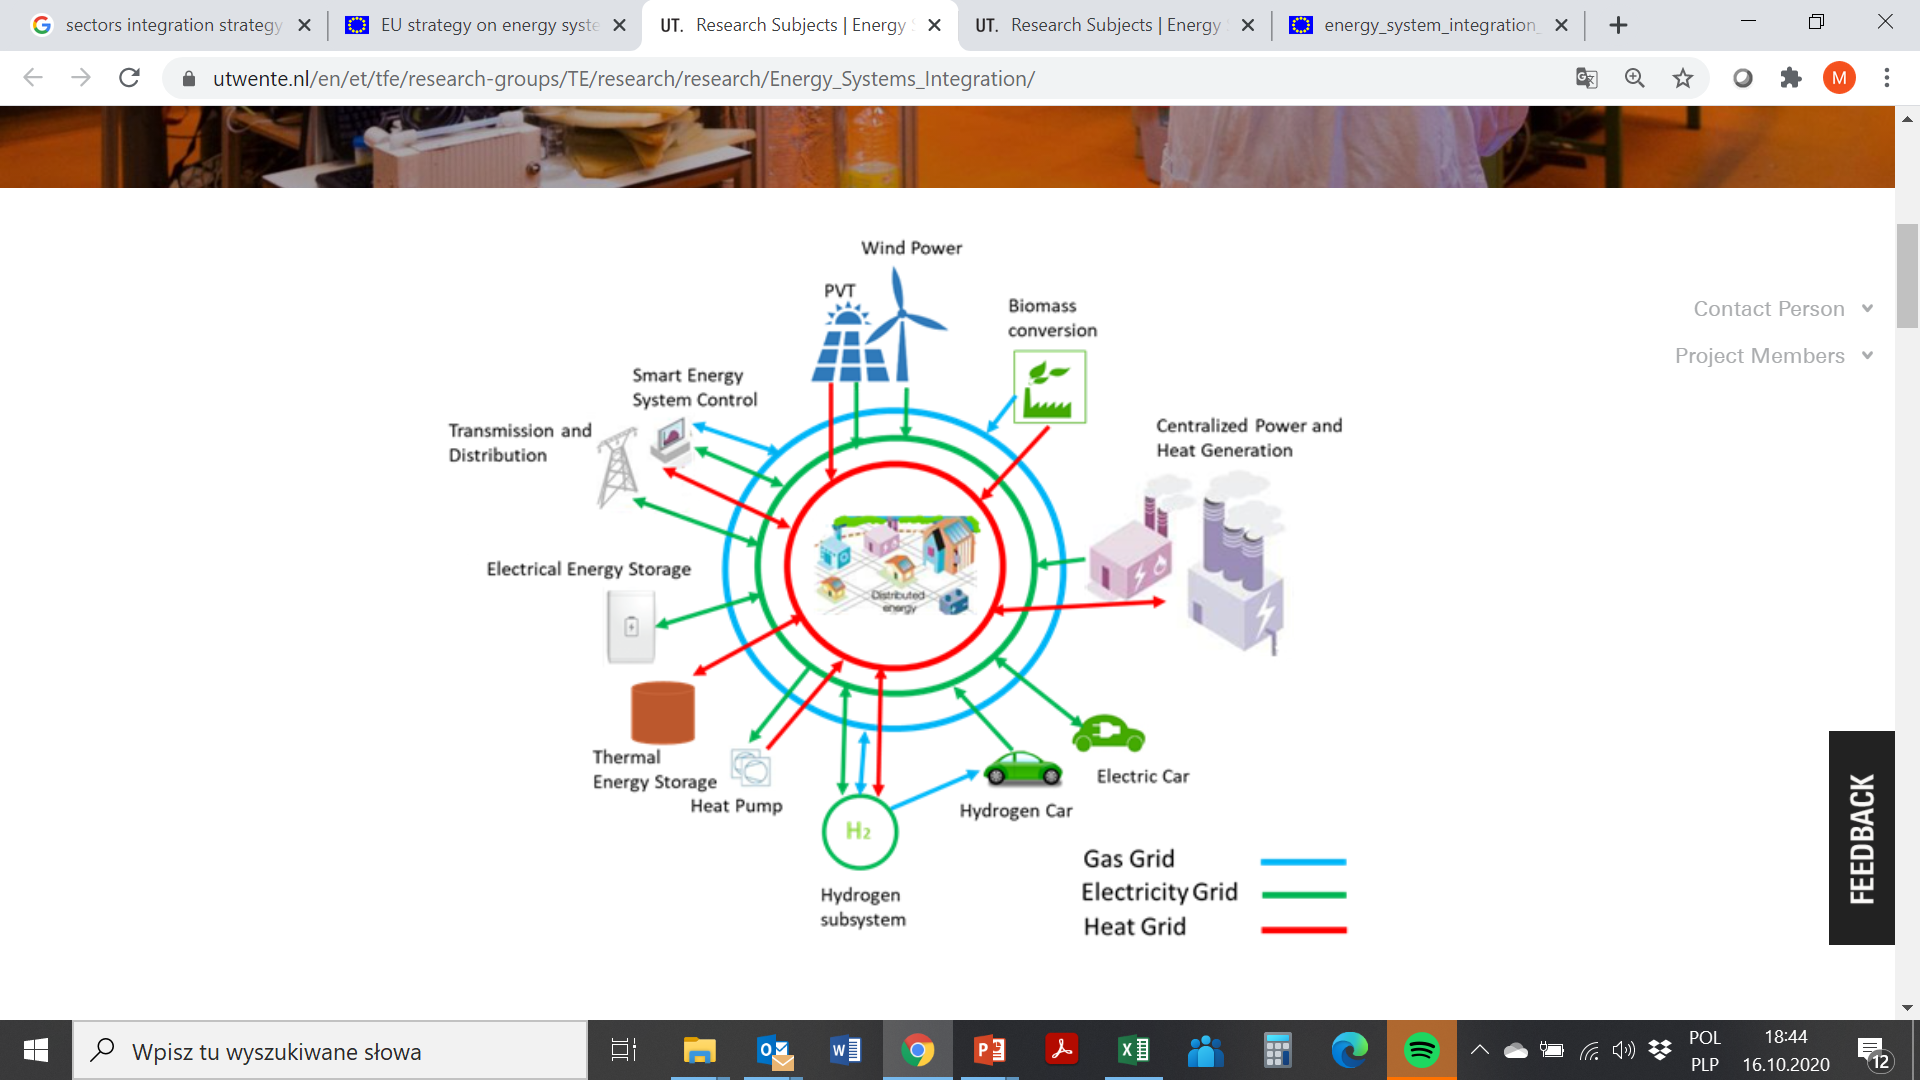 sectors integration strategy
EU strategy on energy syste
UT. Research Subjects | Energy S
UT. Research Subjects | Energy S
energy_system_integration_
utwente.nl/en/et/tfe/research-groups/TE/research/research/Energy_Systems_Integration/
M
Contact Person
Project Members
Wind Power
PVT
Biomass
conversion
Smart Energy
System Control
Transmission and
Distribution
Centralized Power and
Heat Generation
Electrical Energy Storage
Distributed
energy
Thermal
Energy Storage
Heat Pump
Electric Car
Hydrogen Car
H2
Hydrogen
subsystem
Gas Grid
Electricity Grid
Heat Grid
FEEDBACK
Wpisz tu wyszukiwane słowa
POL
PLP
18:44
16.10.2020
12